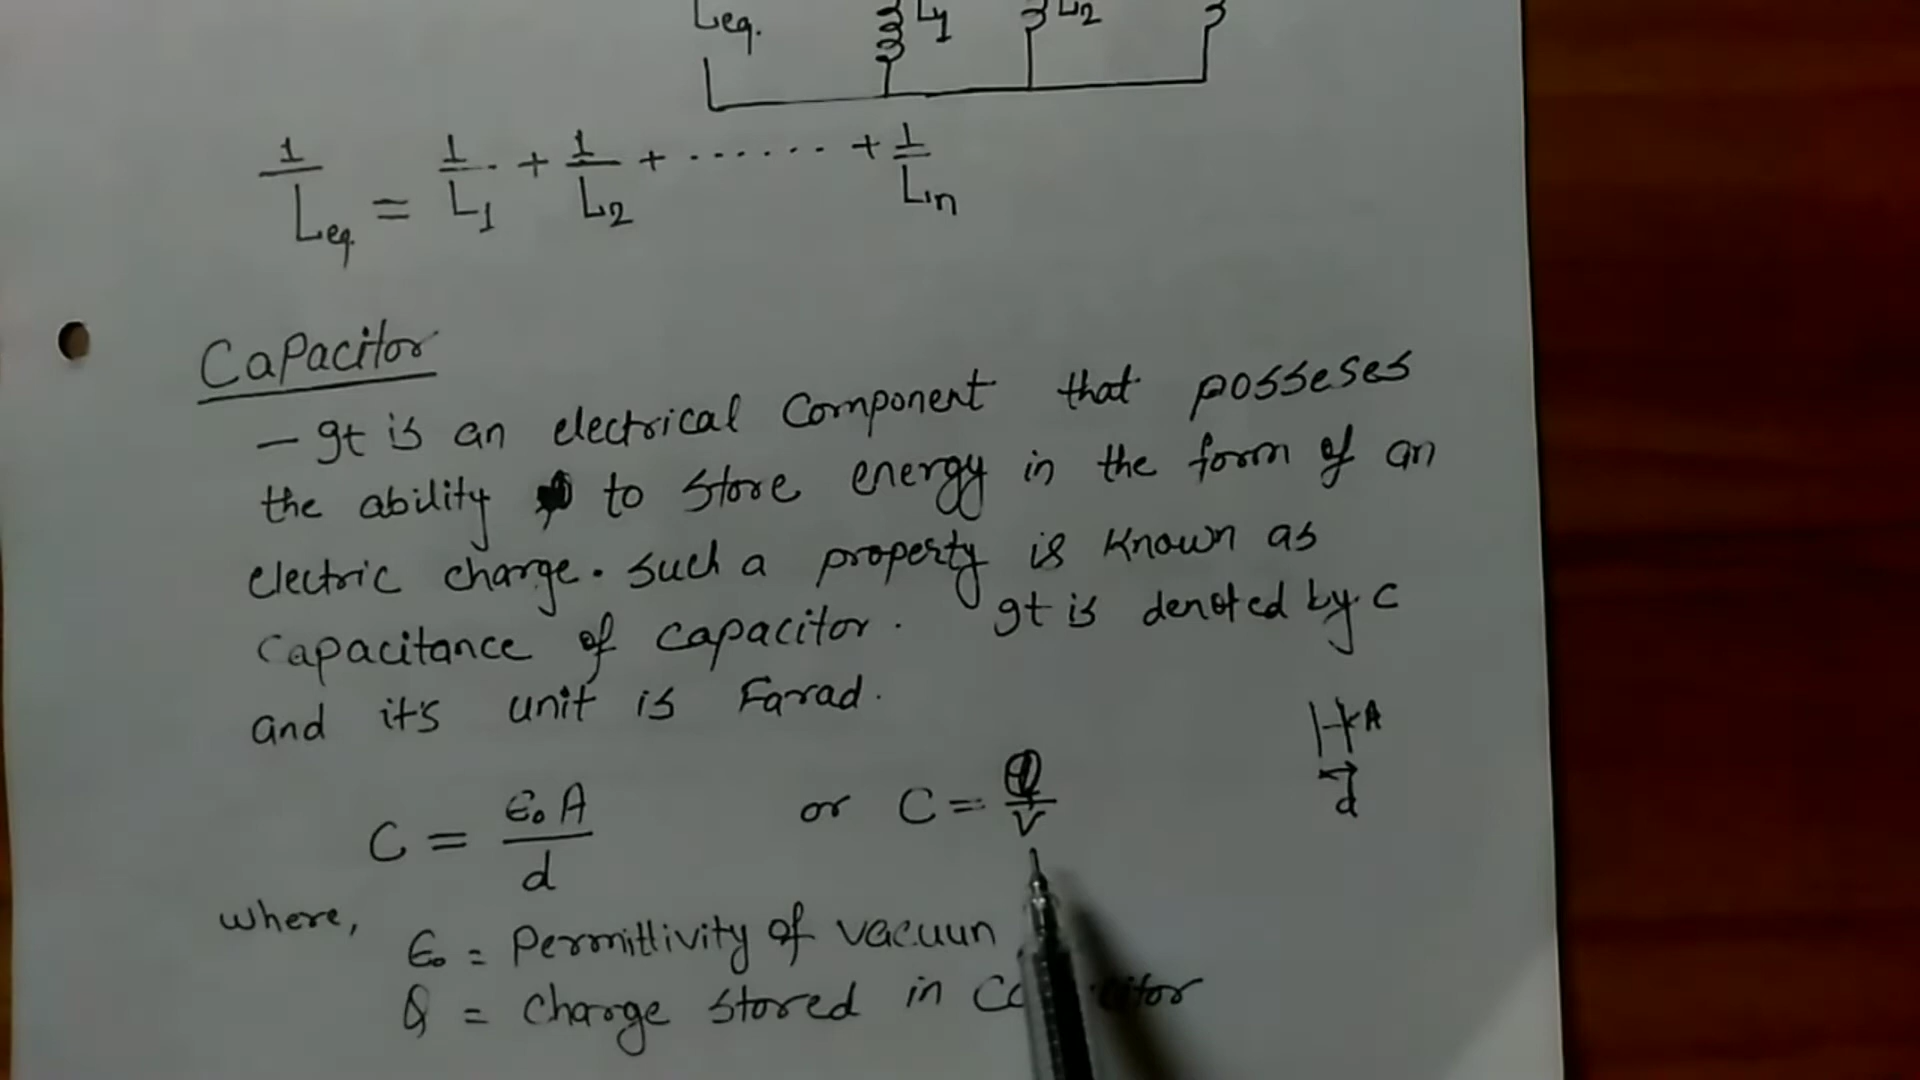 Leq. L1 L2
1/Leq. = 1/L1 + 1/L2 + ....... + 1/Ln
Capacitor
– It is an electrical component that posseses
the ability to store energy in the form of an
electric charge. Such a property is known as
capacitance of capacitor. It is denoted by C
and it's unit is Farad.
A
d
C = ε₀A/d or C = Q/V
where,
ε₀ = Permittivity of vacuun
Q = Charge stored in